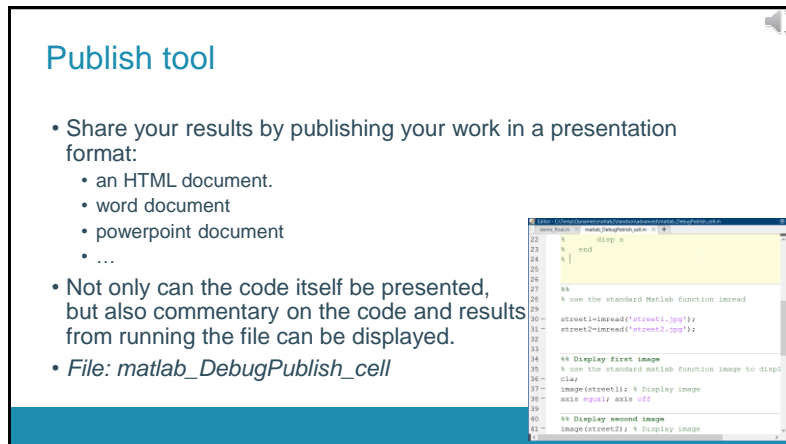 Publish tool
• Share your results by publishing your work in a presentation
format:
• an HTML document.
• word document
• powerpoint document
• …
• Not only can the code itself be presented,
but also commentary on the code and results
from running the file can be displayed.
• File: matlab_DebugPublish_cell
matlab_DebugPublish_cell.m
22 % disp x
23 % end
24 %
25
26
27 %%
28 % use the standard Matlab function imread
29
30 - street1=imread('street1.jpg');
31 - street2=imread('street2.jpg');
32
33
34 %% Display first image
35 % use the standard matlab function image to displ
36 - cla;
37 - image(street1); % Display image
38 - axis equal; axis off
39
40 %% Display second image
41 - image(street2); % Display image